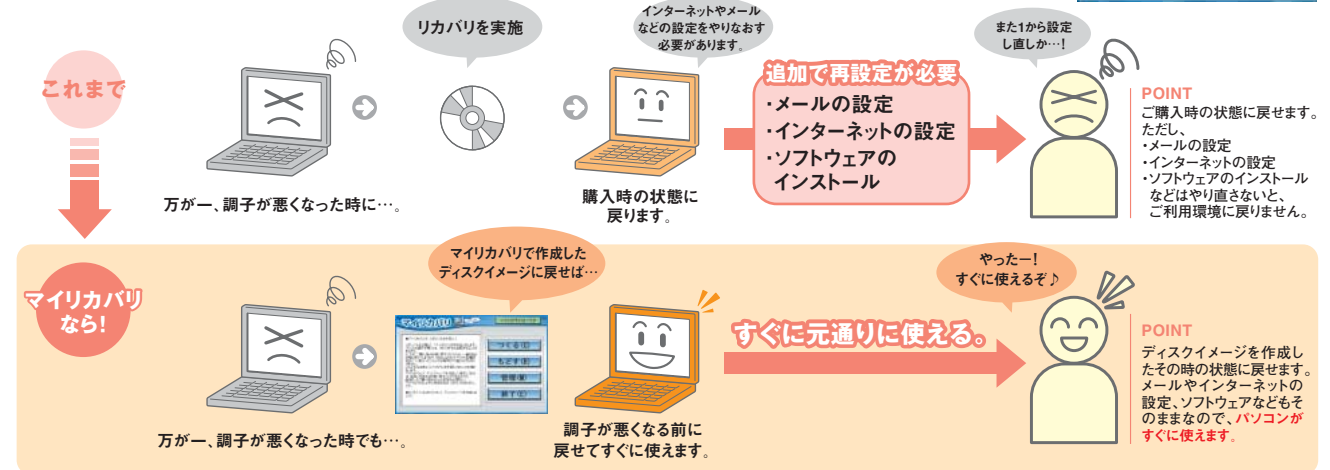 これまで
リカバリを実施
インターネットやメール
などの設定をやりなおす
必要があります。
また1から設定
し直しか…!
万が一、調子が悪くなった時に…。
購入時の状態に
戻ります。
追加で再設定が必要
・メールの設定
・インターネットの設定
・ソフトウェアの
インストール
POINT
ご購入時の状態に戻せます。
ただし、
・メールの設定
・インターネットの設定
・ソフトウェアのインストール
などはやり直さないと、
ご利用環境に戻りません。
マイリカバリ
なら!
マイリカバリで作成した
ディスクイメージに戻せば…
やったー!
すぐに使えるぞ♪
万が一、調子が悪くなった時でも…。
マイリカバリ
つくる(C)
もどす(R)
管理(M)
終了(E)
調子が悪くなる前に
戻せてすぐに使えます。
すぐに元通りに使える。
POINT
ディスクイメージを作成し
たその時の状態に戻せます。
メールやインターネットの
設定、ソフトウェアなどもそ
のままなので、パソコンが
すぐに使えます。